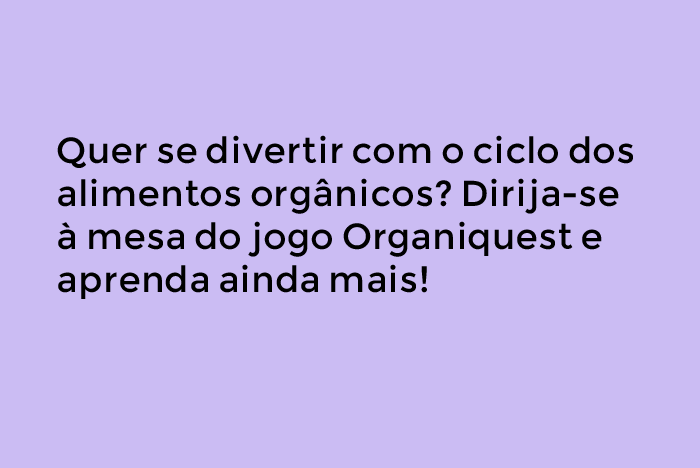 Quer se divertir com o ciclo dos
alimentos orgânicos? Dirija-se
à mesa do jogo Organiquest e
aprenda ainda mais!